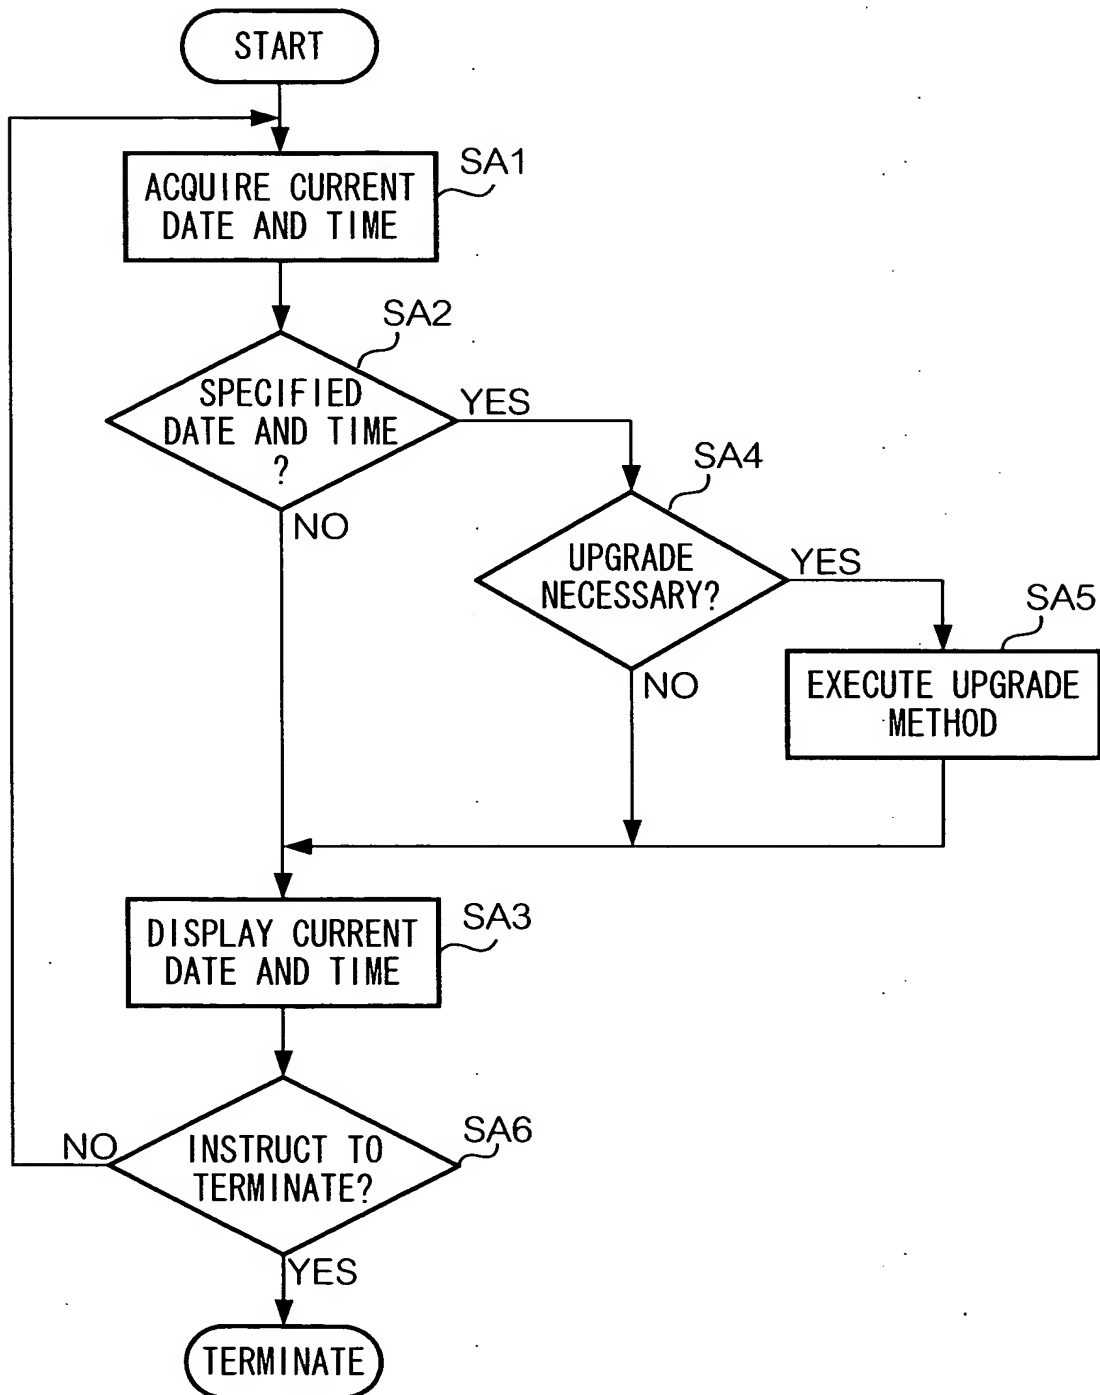 START
SA1
ACQUIRE CURRENT
DATE AND TIME
SA2
SPECIFIED
DATE AND TIME
?
YES
NO
SA4
UPGRADE
NECESSARY?
YES
NO
SA5
EXECUTE UPGRADE
METHOD
SA3
DISPLAY CURRENT
DATE AND TIME
SA6
INSTRUCT TO
TERMINATE?
NO
YES
TERMINATE